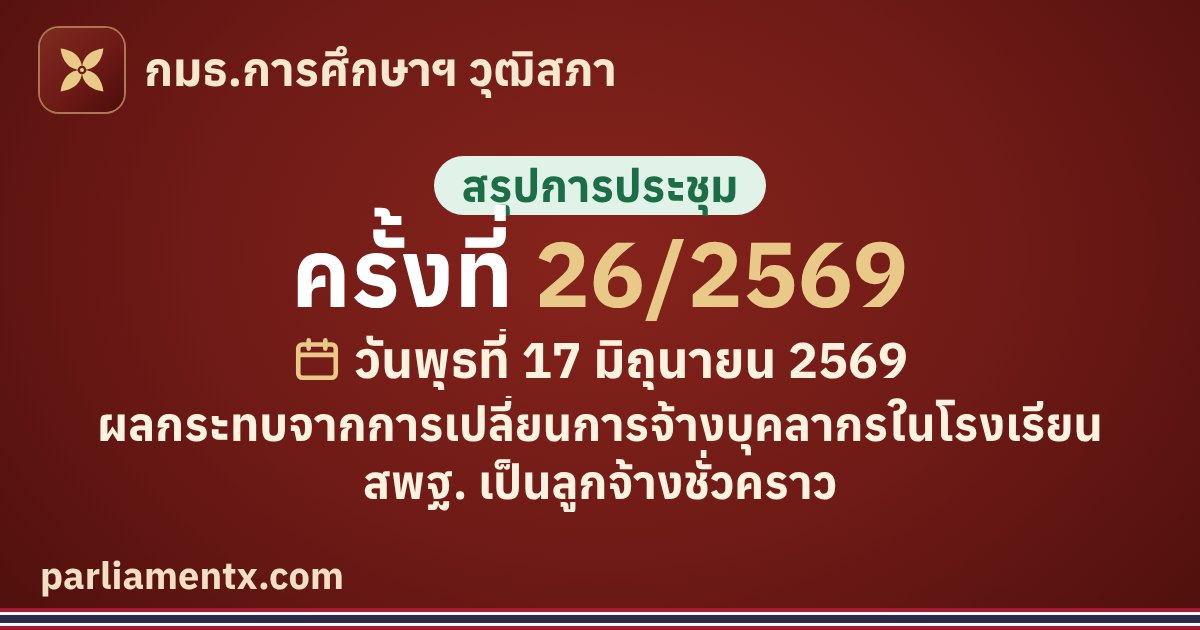 กมธ.การศึกษาฯ วุฒิสภา
สรุปการประชุม
ครั้งที่ 26/2569
วันพุธที่ 17 มิถุนายน 2569
ผลกระทบจากการเปลี่ยนการจ้างบุคลากรในโรงเรียน
สพฐ. เป็นลูกจ้างชั่วคราว
parliamentx.com